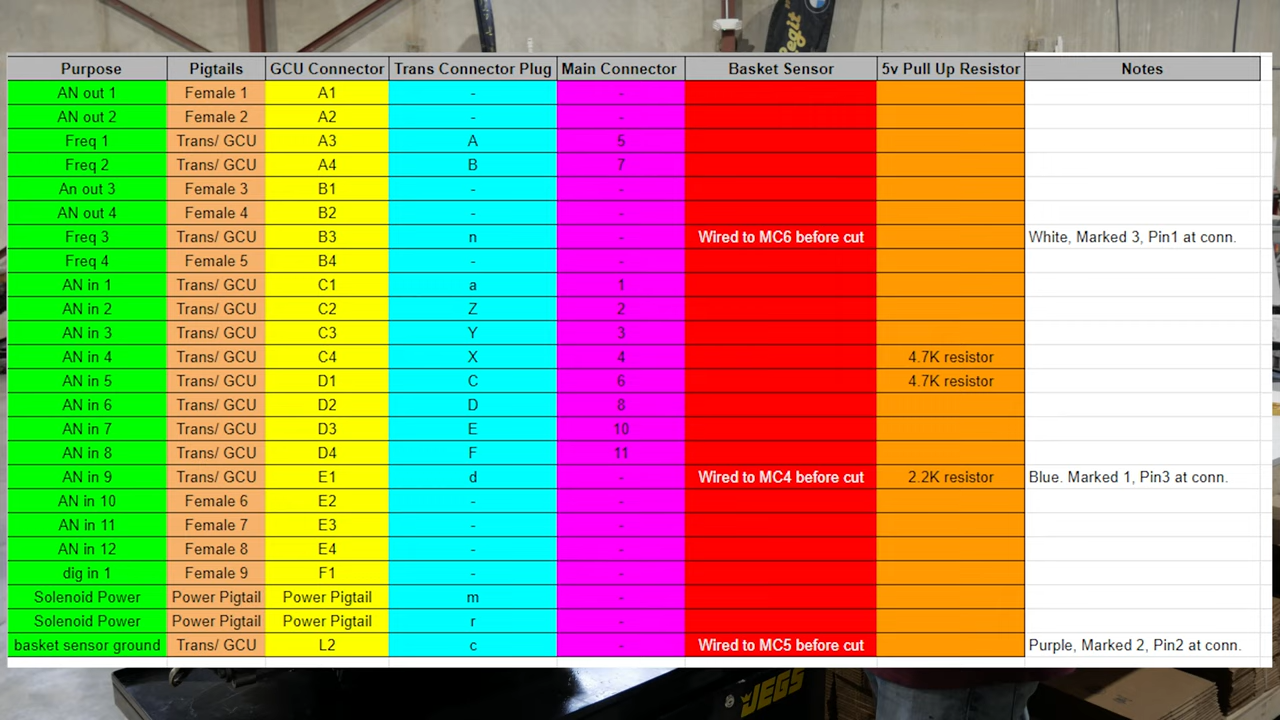 egit
Purpose Pigtails GCU Connector Trans Connector Plug Main Connector Basket Sensor 5v Pull Up Resistor Notes
AN out 1 Female 1 A1 - -
AN out 2 Female 2 A2 - -
Freq 1 Trans/ GCU A3 A 5
Freq 2 Trans/ GCU A4 B 7
An out 3 Female 3 B1 - -
AN out 4 Female 4 B2 - -
Freq 3 Trans/ GCU B3 n - Wired to MC6 before cut White, Marked 3, Pin1 at conn.
Freq 4 Female 5 B4 - -
AN in 1 Trans/ GCU C1 a 1
AN in 2 Trans/ GCU C2 Z 2
AN in 3 Trans/ GCU C3 Y 3
AN in 4 Trans/ GCU C4 X 4 4.7K resistor
AN in 5 Trans/ GCU D1 C 6 4.7K resistor
AN in 6 Trans/ GCU D2 D 8
AN in 7 Trans/ GCU D3 E 10
AN in 8 Trans/ GCU D4 F 11
AN in 9 Trans/ GCU E1 d - Wired to MC4 before cut 2.2K resistor Blue. Marked 1, Pin3 at conn.
AN in 10 Female 6 E2 - -
AN in 11 Female 7 E3 - -
AN in 12 Female 8 E4 - -
dig in 1 Female 9 F1 - -
Solenoid Power Power Pigtail Power Pigtail m -
Solenoid Power Power Pigtail Power Pigtail r -
basket sensor ground Trans/ GCU L2 c - Wired to MC5 before cut Purple, Marked 2, Pin2 at conn.
JEGS